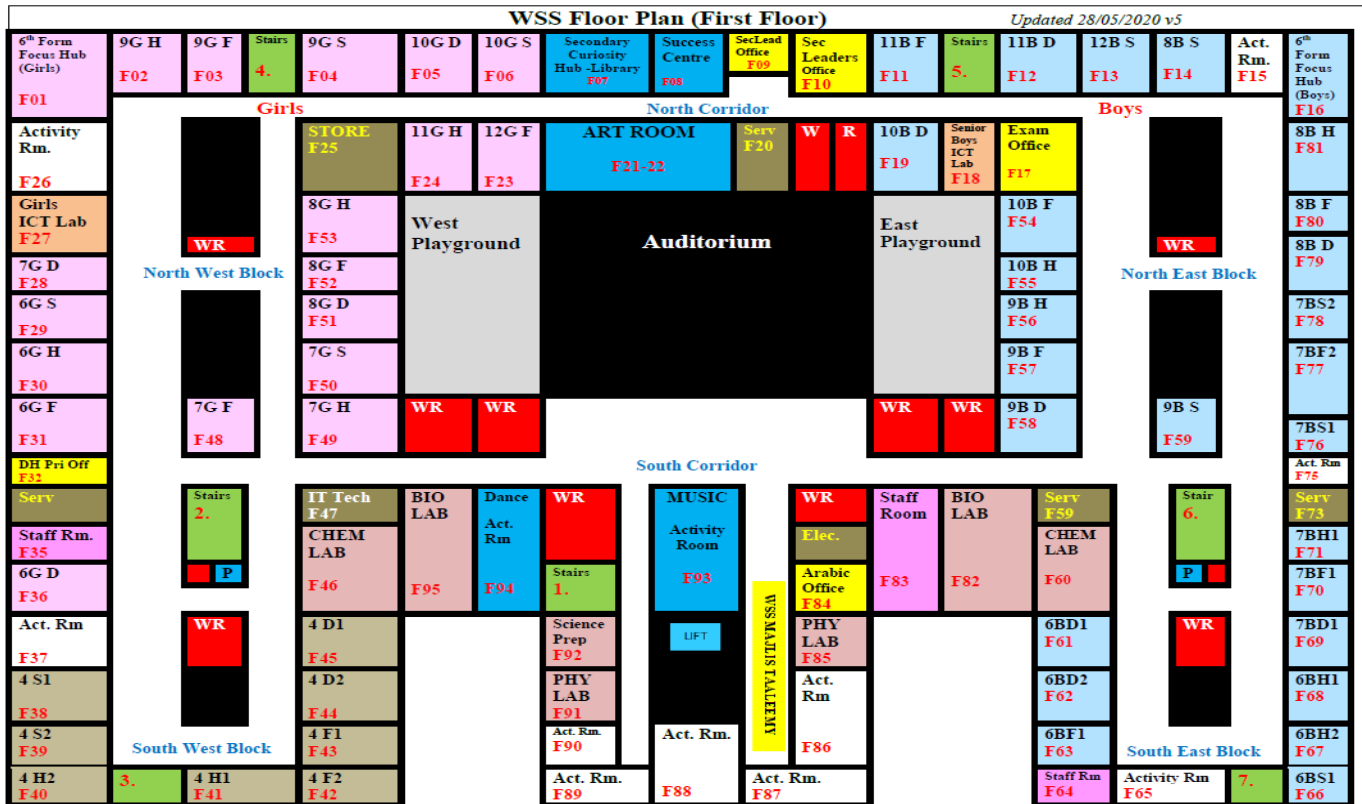 WSS Floor Plan (First Floor)
Updated 28/05/2020 v5
6th Form
Focus Hub
(Girls)
F01
9G H
F02
9G F
F03
Stairs
4.
9G S
F04
10G D
F05
10G S
F06
Secondary
Curiosity
Hub -Library
F07
Success
Centre
F08
SecLead
Office
F09
Sec
Leaders
Office
F10
11B F
F11
Stairs
5.
11B D
F12
12B S
F13
8B S
F14
Act.
Rm.
F15
6th
Form
Focus
Hub
(Boys)
F16
Girls
North Corridor
Boys
Activity
Rm.
F26
STORE
F25
11G H
F24
12G F
F23
ART ROOM
F21-22
Serv
F20
W
R
10B D
F19
Senior
Boys
ICT
Lab
F18
Exam
Office
F17
8B H
F81
Girls
ICT Lab
F27
WR
8G H
F53
West
Playground
Auditorium
East
Playground
10B F
F54
WR
8B F
F80
8B D
F79
7G D
F28
North West Block
8G F
F52
10B H
F55
North East Block
6G S
F29
8G D
F51
9B H
F56
7BS2
F78
6G H
F30
7G S
F50
9B F
F57
7BF2
F77
6G F
F31
7G F
F48
7G H
F49
WR
WR
WR
WR
9B D
F58
9B S
F59
7BS1
F76
DH Pri Off
F32
South Corridor
Act. Rm
F75
Serv
Stairs
2.
IT Tech
F47
BIO
LAB
F95
Dance
Act.
Rm
F94
WR
MUSIC
Activity
Room
F93
WR
Staff
Room
F83
BIO
LAB
F82
Serv
F59
Stair
6.
Serv
F73
Staff Rm.
F35
CHEM
LAB
F46
Elec.
CHEM
LAB
F60
7BH1
F71
6G D
F36
P
Stairs
1.
Arabic
Office
F84
P
7BF1
F70
WSS MAJLIS TAALEEMY
Act. Rm
F37
WR
4 D1
F45
Science
Prep
F92
LIFT
PHY
LAB
F85
6BD1
F61
WR
7BD1
F69
4 S1
F38
4 D2
F44
PHY
LAB
F91
Act.
Rm
F86
6BD2
F62
6BH1
F68
4 S2
F39
South West Block
4 F1
F43
Act. Rm.
F90
Act. Rm.
F88
6BF1
F63
South East Block
6BH2
F67
4 H2
F40
3.
4 H1
F41
4 F2
F42
Act. Rm.
F89
Act. Rm.
F87
Staff Rm
F64
Activity Rm
F65
7.
6BS1
F66